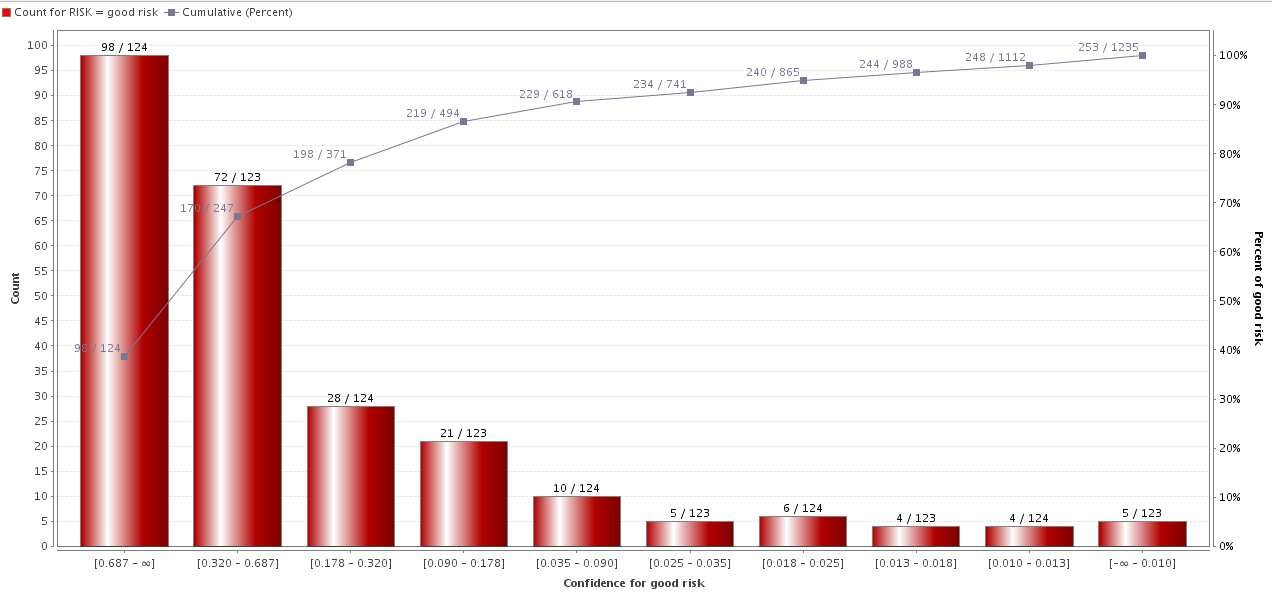 Count for RISK = good risk Cumulative (Percent)
100
95
90
85
80
75
70
65
60
55
50
45
40
35
30
25
20
15
10
5
0
Count
98 / 124
72 / 123
28 / 124
21 / 123
10 / 124
5 / 123
6 / 124
4 / 123
4 / 124
5 / 123
98 / 124
170 / 247
198 / 371
219 / 494
229 / 618
234 / 741
240 / 865
244 / 988
248 / 1112
253 / 1235
100%
90%
80%
70%
60%
50%
40%
30%
20%
10%
0%
Percent of good risk
[0.687 - ∞] [0.320 - 0.687] [0.178 - 0.320] [0.090 - 0.178] [0.035 - 0.090] [0.025 - 0.035] [0.018 - 0.025] [0.013 - 0.018] [0.010 - 0.013] [-∞ - 0.010]
Confidence for good risk